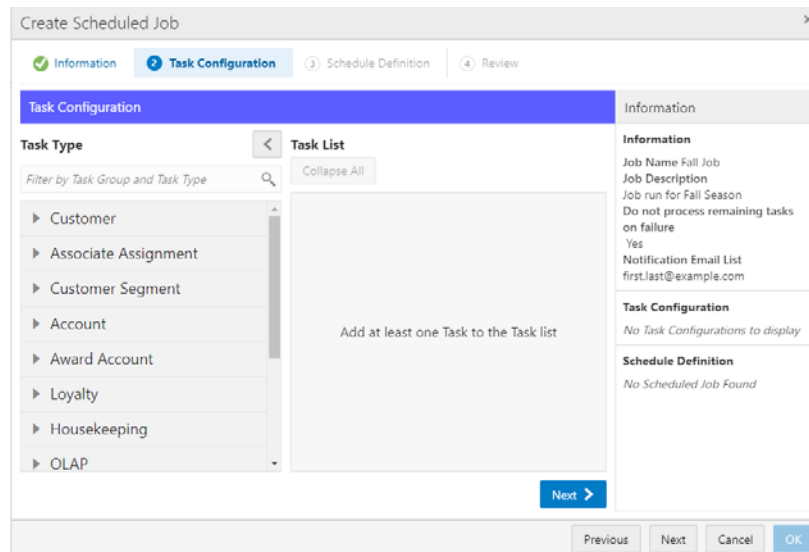 Create Scheduled Job
Information
2 Task Configuration
3 Schedule Definition
4 Review
Task Configuration
Task Type
Filter by Task Group and Task Type
Customer
Associate Assignment
Customer Segment
Account
Award Account
Loyalty
Housekeeping
OLAP
Task List
Collapse All
Add at least one Task to the Task list
Next
Information
Information
Job Name Fall Job
Job Description
Job run for Fall Season
Do not process remaining tasks
on failure
Yes
Notification Email List
first.last@example.com
Task Configuration
No Task Configurations to display
Schedule Definition
No Scheduled Job Found
Previous
Next
Cancel
OK